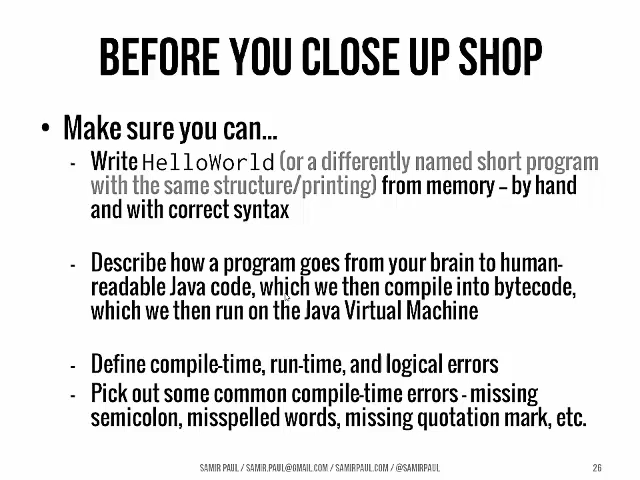 BEFORE YOU CLOSE UP SHOP
• Make sure you can...
- Write HelloWorld (or a differently named short program
with the same structure/printing) from memory – by hand
and with correct syntax
- Describe how a program goes from your brain to human-
readable Java code, which we then compile into bytecode,
which we then run on the Java Virtual Machine
- Define compile-time, run-time, and logical errors
- Pick out some common compile-time errors - missing
semicolon, misspelled words, missing quotation mark, etc.
SAMIR PAUL / SAMIR.PAUL@GMAIL.COM / SAMIRPAUL.COM / @SAMIRPAUL
26